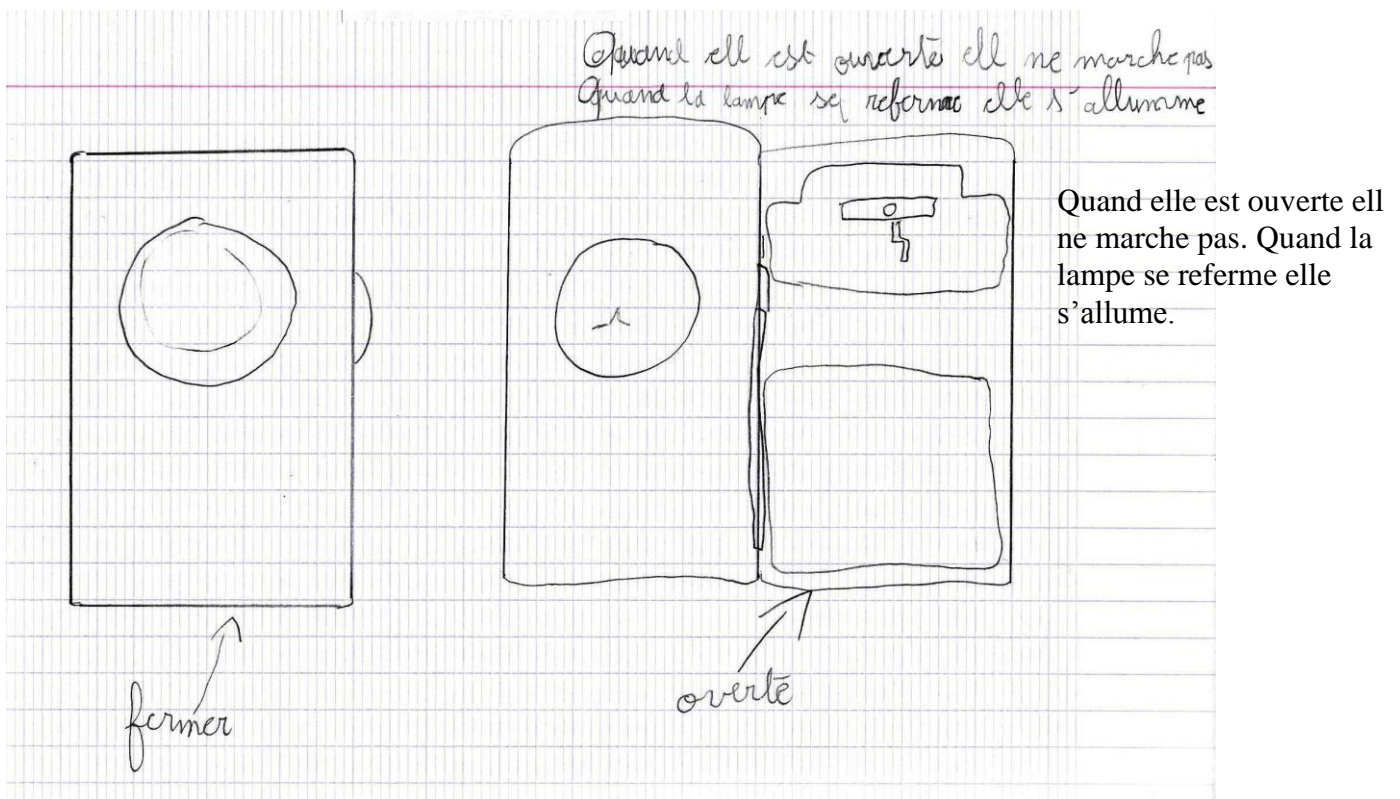 Quand ell est ouverte ell ne marche pas
Quand la lampe se referme elle s'allumme
Quand elle est ouverte ell
ne marche pas. Quand la
lampe se referme elle
s'allume.
fermer
overte